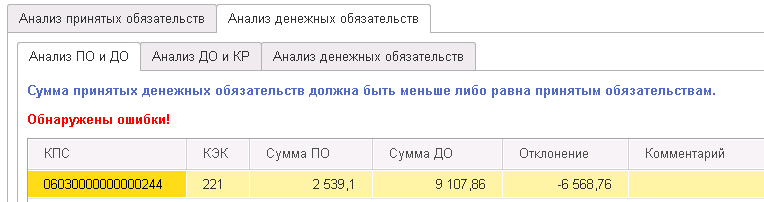 Анализ принятых обязательств Анализ денежных обязательств
Анализ ПО и ДО Анализ ДО и КР Анализ денежных обязательств
Сумма принятых денежных обязательств должна быть меньше либо равна принятым обязательствам.
Обнаружены ошибки!
КПС КЭК Сумма ПО Сумма ДО Отклонение Комментарий
06030000000000244 221 2 539,1 9 107,86 -6 568,76